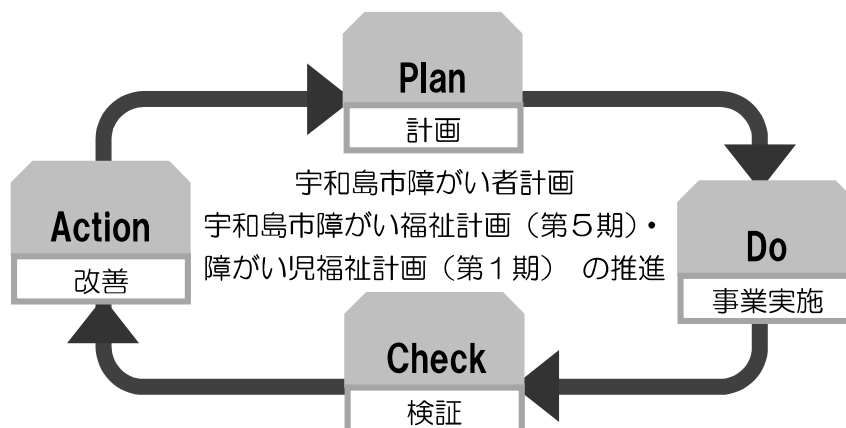 Plan
計画
宇和島市障がい者計画
宇和島市障がい福祉計画（第５期）・
障がい児福祉計画（第１期） の推進
Action
改善
Do
事業実施
Check
検証